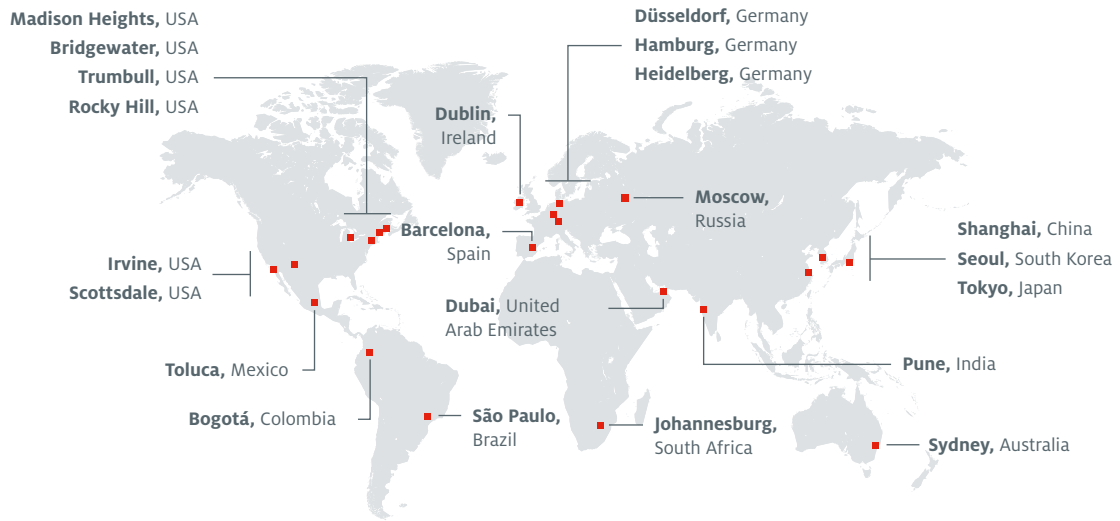 Madison Heights, USA
Bridgewater, USA
Trumbull, USA
Rocky Hill, USA
Düsseldorf, Germany
Hamburg, Germany
Heidelberg, Germany
Dublin,
Ireland
Moscow,
Russia
Barcelona,
Spain
Shanghai, China
Seoul, South Korea
Tokyo, Japan
Irvine, USA
Scottsdale, USA
Dubai, United
Arab Emirates
Toluca, Mexico
Pune, India
Bogotá, Colombia
São Paulo,
Brazil
Johannesburg,
South Africa
Sydney, Australia